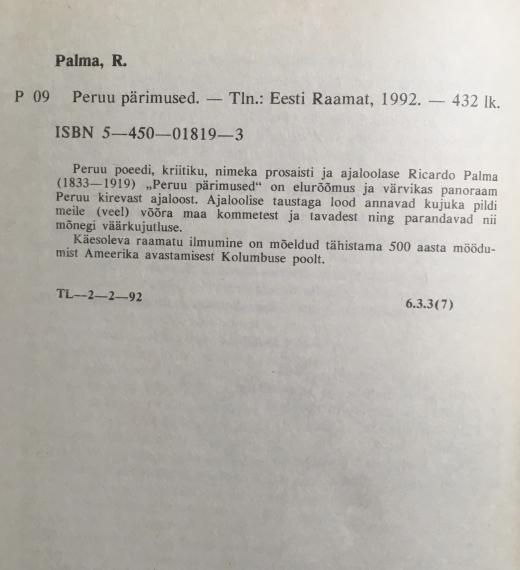 Palma, R.
P 09 Peruu pärimused. — Tln.: Eesti Raamat, 1992. — 432 lk.
ISBN 5—450—01819—3
Peruu poeedi, kriitiku, nimeka prosaisti ja ajaloolase Ricardo Palma
(1833—1919) „Peruu pärimused“ on elurõõmus ja värvikas panoraam
Peruu kirevast ajaloost. Ajaloolise taustaga lood annavad kujuka pildi
meile (veel) võõra maa kommetest ja tavadest ning parandavad nii
mõnegi väärkujutluse.
Käesoleva raamatu ilmumine on mõeldud tähistama 500 aasta möödu-
mist Ameerika avastamisest Kolumbuse poolt.
TL—2—2—92
6.3.3(7)